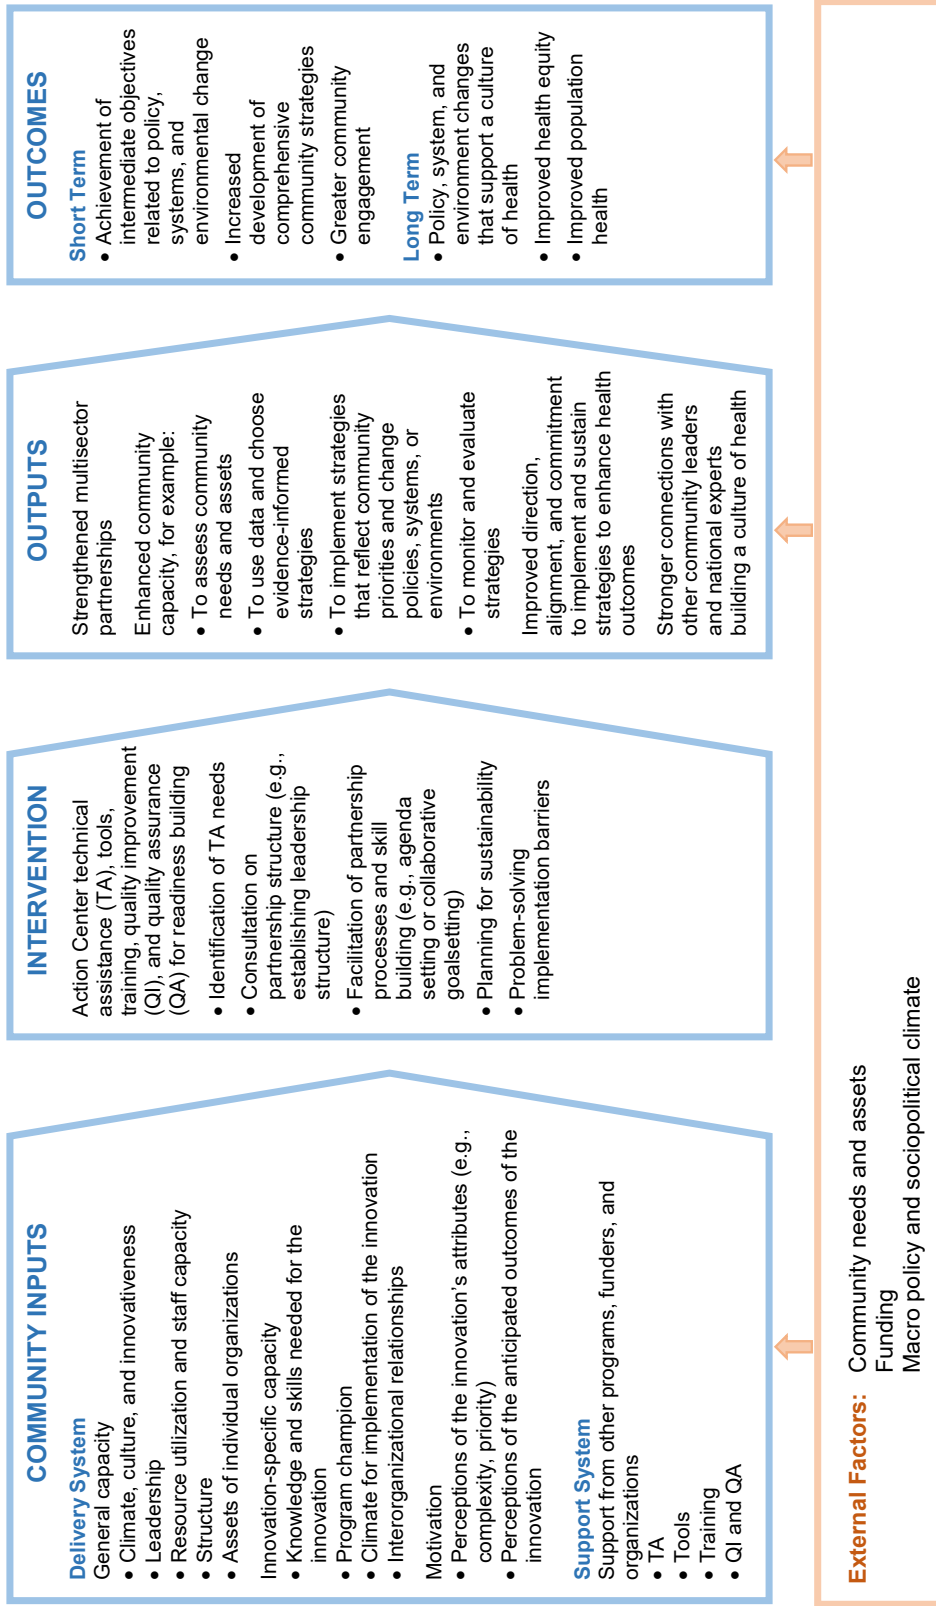 COMMUNITY INPUTS
Delivery System
General capacity
• Climate, culture, and innovativeness
• Leadership
• Resource utilization and staff capacity
• Structure
• Assets of individual organizations
Innovation-specific capacity
• Knowledge and skills needed for the
innovation
• Program champion
• Climate for implementation of the innovation
• Interorganizational relationships
Motivation
• Perceptions of the innovation's attributes (e.g.,
complexity, priority)
• Perceptions of the anticipated outcomes of the
innovation
Support System
Support from other programs, funders, and
organizations
• TA
• Tools
• Training
• QI and QA
INTERVENTION
Action Center technical
assistance (TA), tools,
training, quality improvement
(QI), and quality assurance
(QA) for readiness building
• Identification of TA needs
• Consultation on
partnership structure (e.g.,
establishing leadership
structure)
• Facilitation of partnership
processes and skill
building (e.g., agenda
setting or collaborative
goalsetting)
• Planning for sustainability
• Problem-solving
implementation barriers
OUTPUTS
Strengthened multisector
partnerships
Enhanced community
capacity, for example:
• To assess community
needs and assets
• To use data and choose
evidence-informed
strategies
• To implement strategies
that reflect community
priorities and change
policies, systems, or
environments
• To monitor and evaluate
strategies
Improved direction,
alignment, and commitment
to implement and sustain
strategies to enhance health
outcomes
Stronger connections with
other community leaders
and national experts
building a culture of health
OUTCOMES
Short Term
• Achievement of
intermediate objectives
related to policy,
systems, and
environmental change
• Increased
development of
comprehensive
community strategies
• Greater community
engagement
Long Term
• Policy, system, and
environment changes
that support a culture
of health
• Improved health equity
• Improved population
health
External Factors: Community needs and assets
Funding
Macro policy and sociopolitical climate